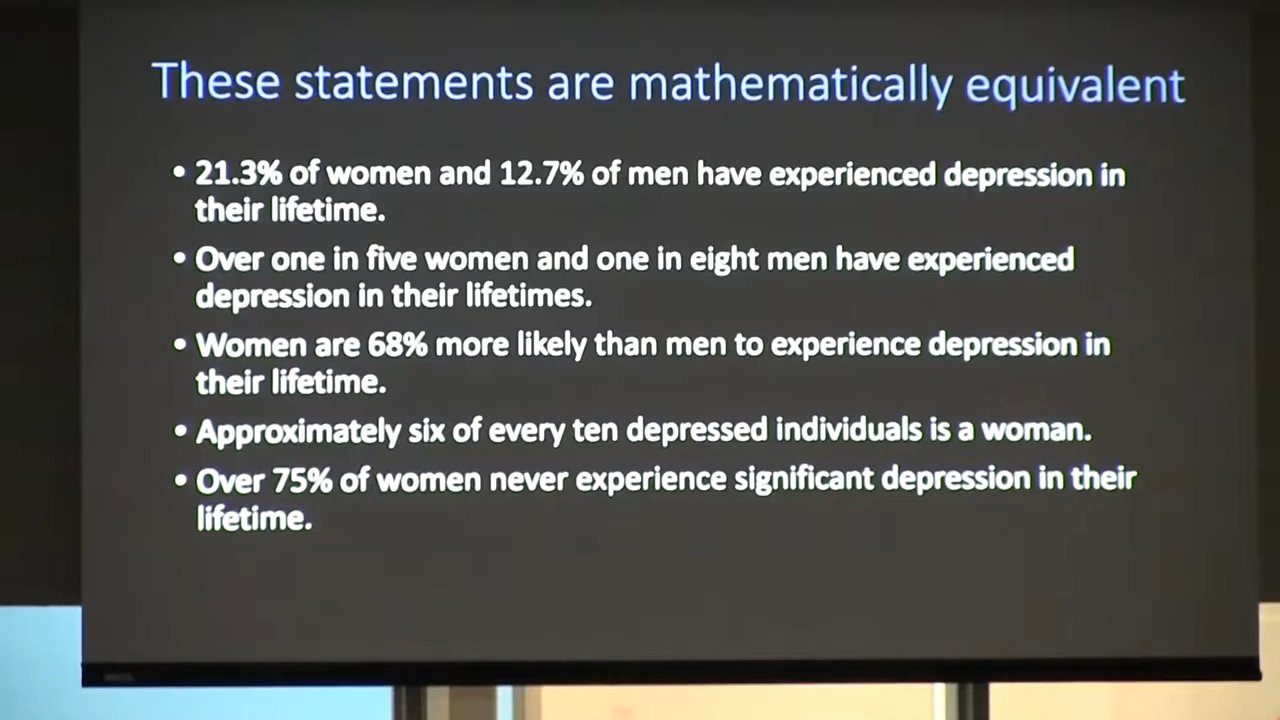 These statements are mathematically equivalent
• 21.3% of women and 12.7% of men have experienced depression in
their lifetime.
• Over one in five women and one in eight men have experienced
depression in their lifetimes.
• Women are 68% more likely than men to experience depression in
their lifetime.
• Approximately six of every ten depressed individuals is a woman.
• Over 75% of women never experience significant depression in their
lifetime.